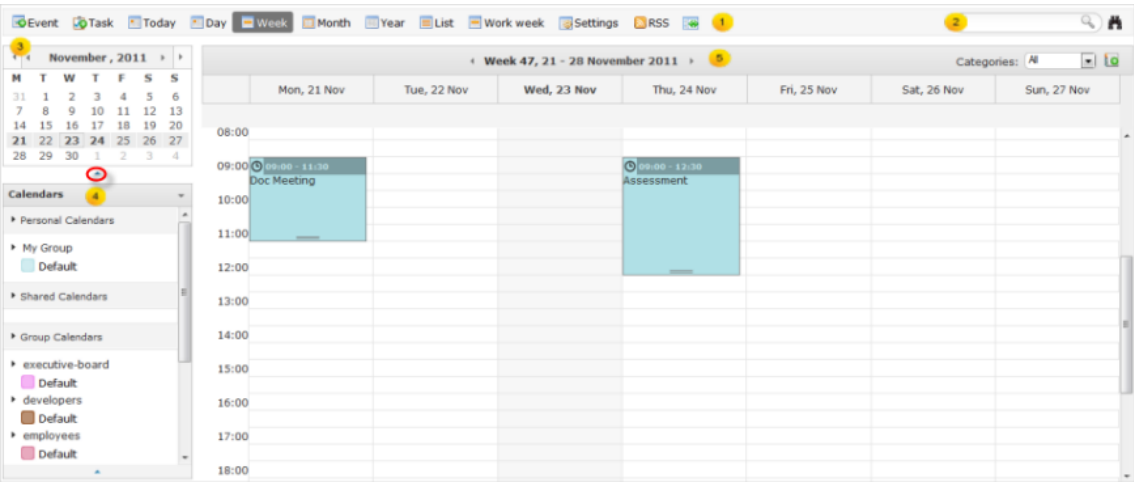 Event Task Today Day Week Month Year List Work week Settings RSS 1 2
3
November , 2011
M T W T F S S
31 1 2 3 4 5 6
7 8 9 10 11 12 13
14 15 16 17 18 19 20
21 22 23 24 25 26 27
28 29 30 1 2 3 4
Calendars 4
Personal Calendars
My Group
Default
Shared Calendars
Group Calendars
executive-board
Default
developers
Default
employees
Default
Week 47, 21 - 28 November 2011 5 Categories: All
Mon, 21 Nov Tue, 22 Nov Wed, 23 Nov Thu, 24 Nov Fri, 25 Nov Sat, 26 Nov Sun, 27 Nov
08:00
09:00 09:00 - 11:30 09:00 - 12:30
Doc Meeting Assessment
10:00
11:00
12:00
13:00
14:00
15:00
16:00
17:00
18:00